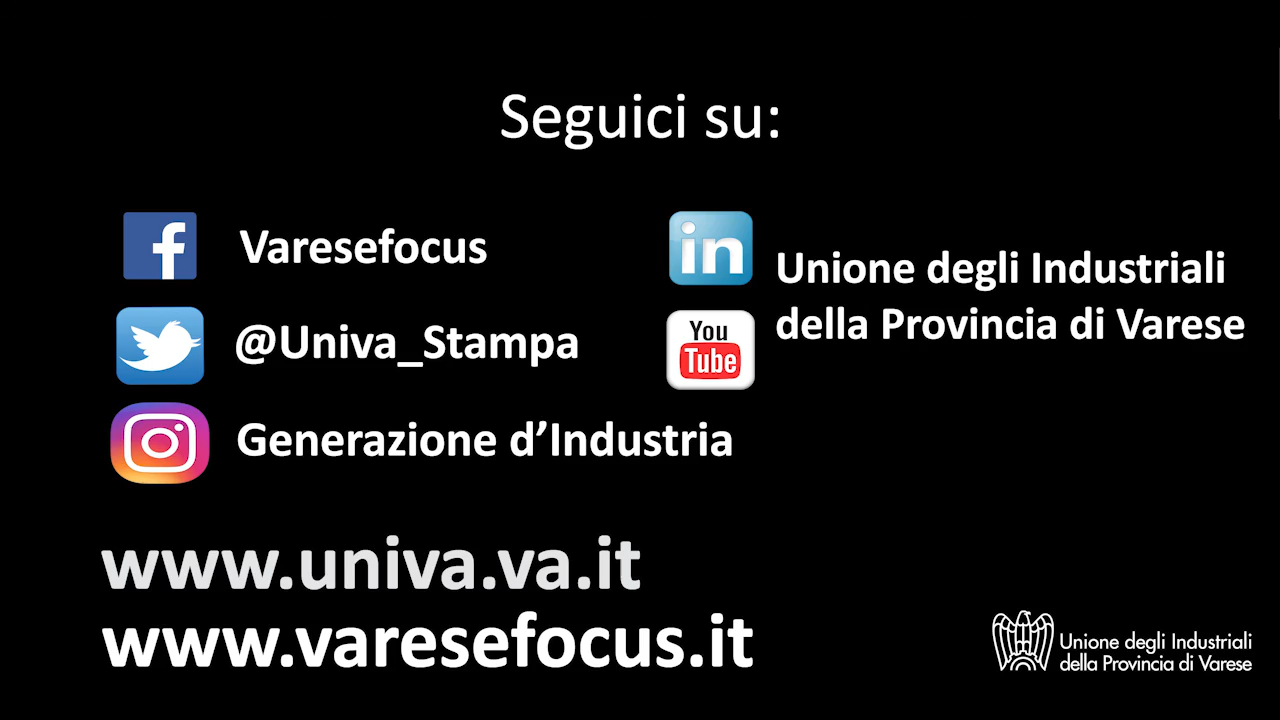 Seguici su:
Varesefocus
@Univa_Stampa
Generazione d’Industria
in
You
Tube
Unione degli Industriali
della Provincia di Varese
www.univa.va.it
www.varesefocus.it
Unione degli Industriali
della Provincia di Varese